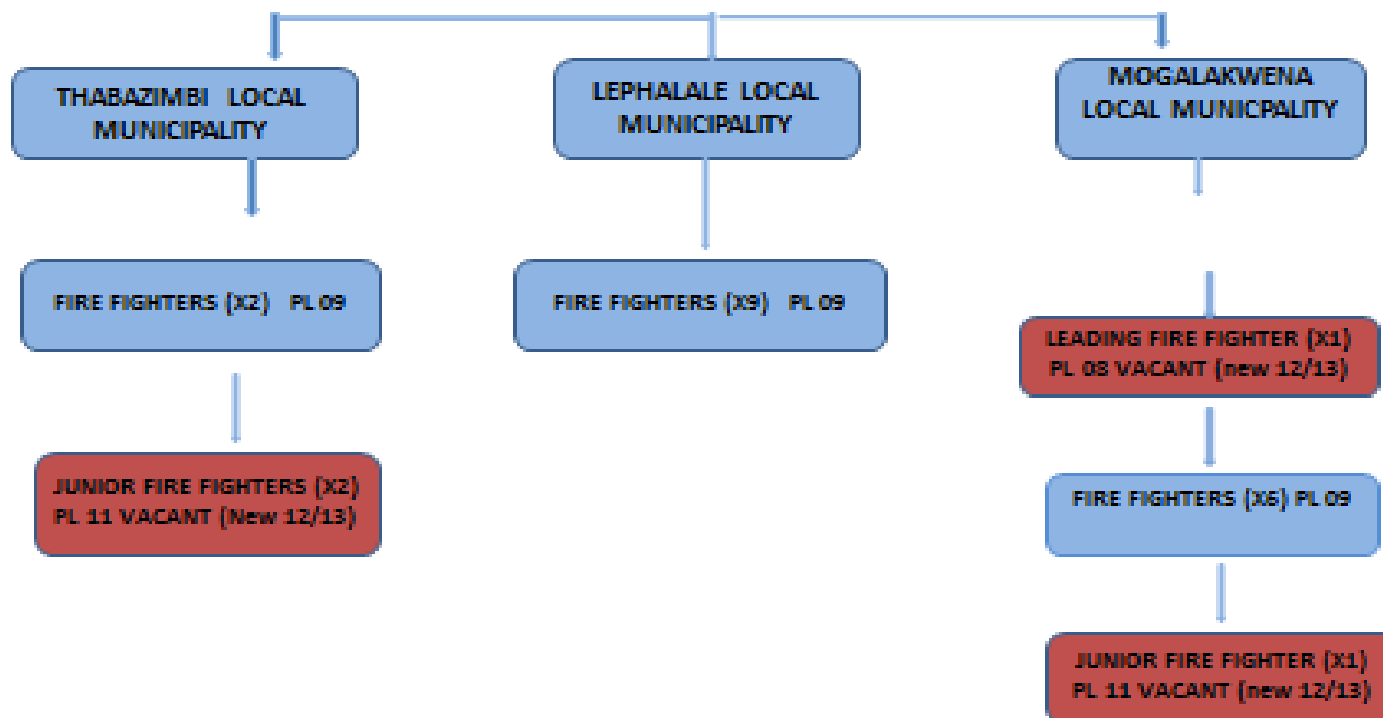 THABAZIMBI LOCAL
MUNICIPALITY
LEPHALALE LOCAL
MUNICIPALITY
MOGALAKWENA
LOCAL MUNICPALITY
FIRE FIGHTERS (X2) PL 09
FIRE FIGHTERS (X9) PL 09
LEADING FIRE FIGHTER (X1)
PL 08 VACANT (new 12/13)
JUNIOR FIRE FIGHTERS (X2)
PL 11 VACANT (New 12/13)
FIRE FIGHTERS (X6) PL 09
JUNIOR FIRE FIGHTER (X1)
PL 11 VACANT (new 12/13)